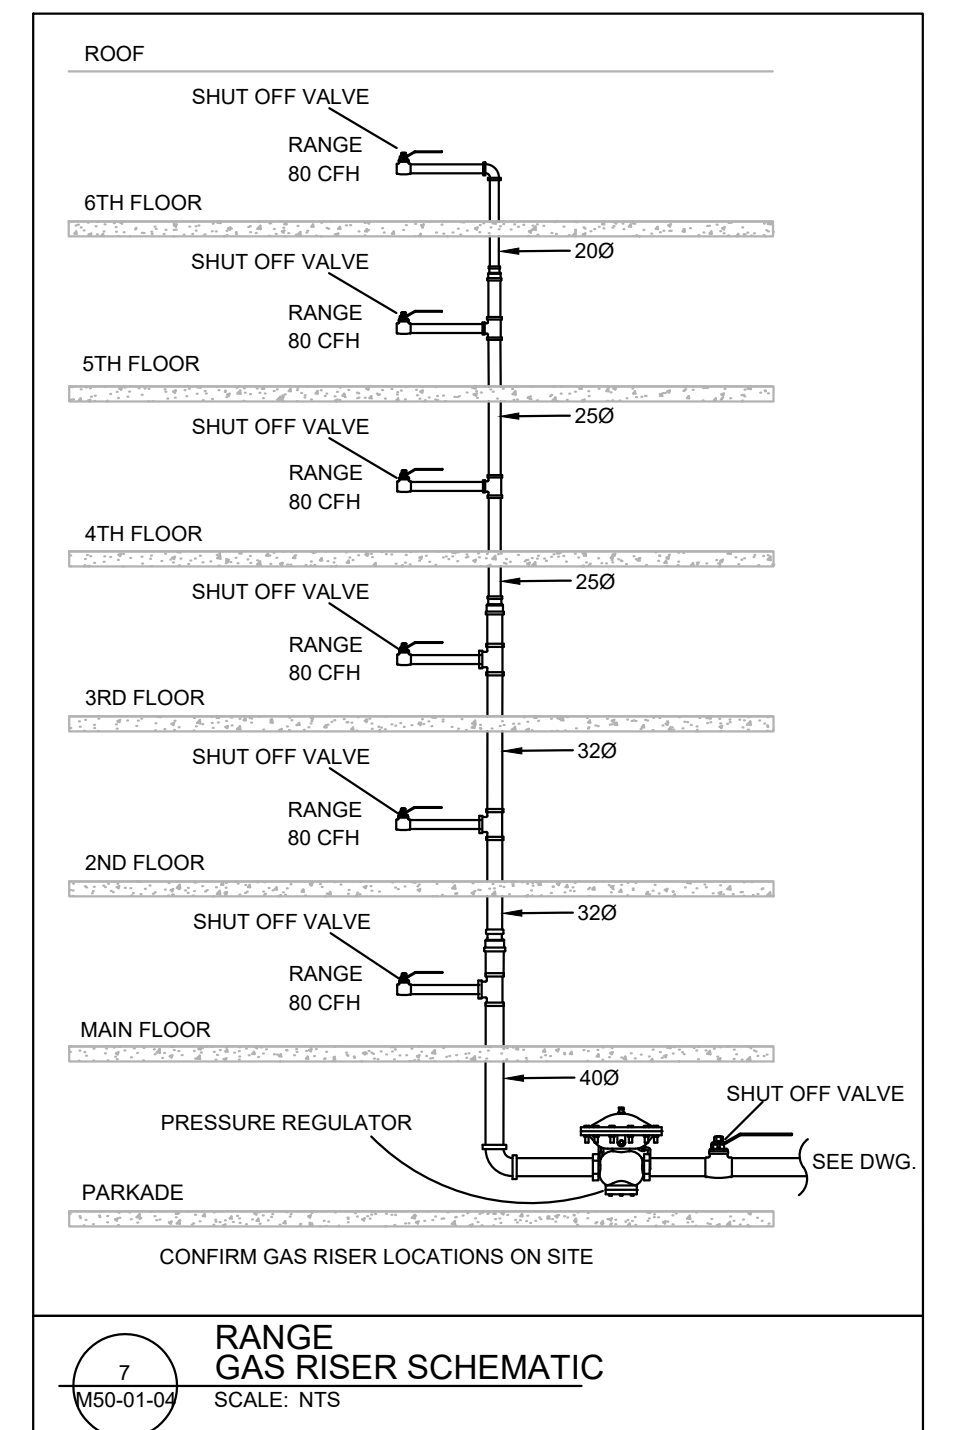 ROOF
SHUT OFF VALVE
RANGE
80 CFH
6TH FLOOR
20Ø
SHUT OFF VALVE
RANGE
80 CFH
5TH FLOOR
25Ø
SHUT OFF VALVE
RANGE
80 CFH
4TH FLOOR
25Ø
SHUT OFF VALVE
RANGE
80 CFH
3RD FLOOR
32Ø
SHUT OFF VALVE
RANGE
80 CFH
2ND FLOOR
32Ø
SHUT OFF VALVE
RANGE
80 CFH
MAIN FLOOR
40Ø
SHUT OFF VALVE
PRESSURE REGULATOR
SEE DWG.
PARKADE
CONFIRM GAS RISER LOCATIONS ON SITE
RANGE
GAS RISER SCHEMATIC
7
M50-01-04
SCALE: NTS